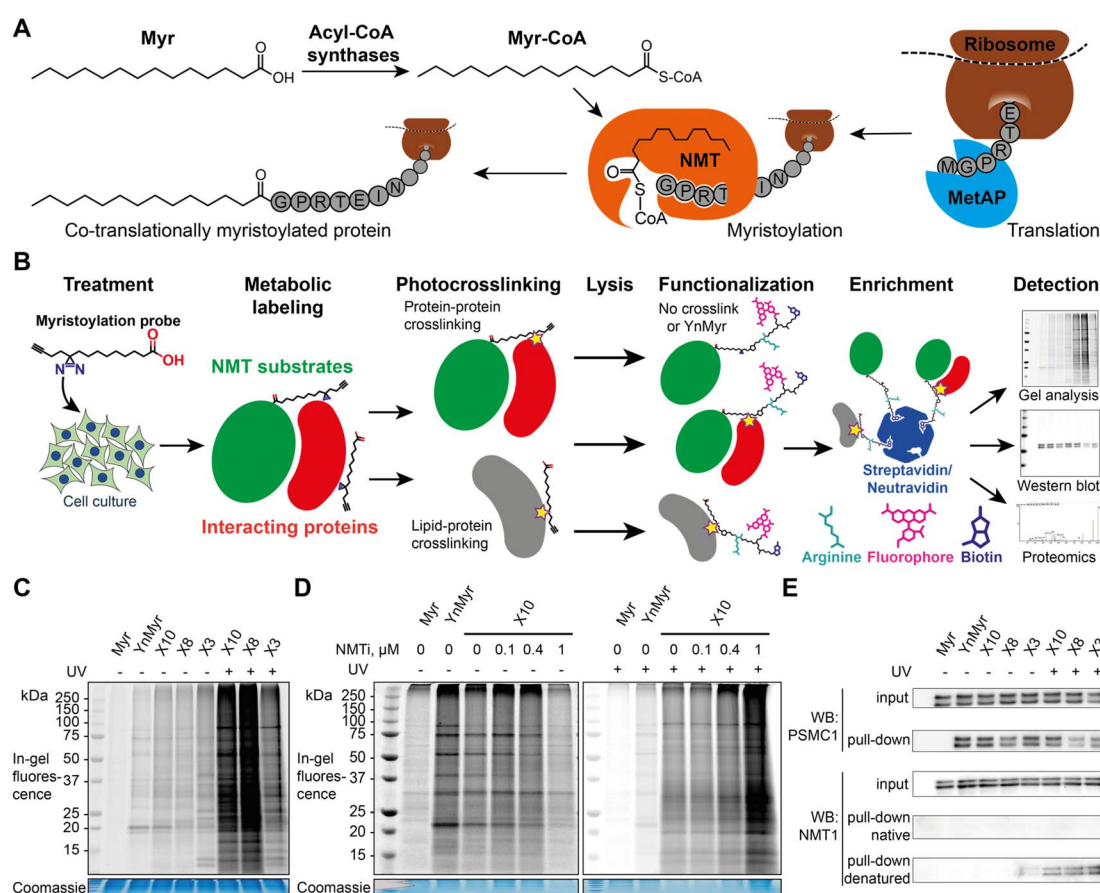 A
Myr
O
OH
Acyl-CoA
synthases
Myr-CoA
O
S-CoA
Ribosome
E
T
R
P
G
M
MetAP
Translation
NMT
O
S
CoA
G P R T I N
Myristoylation
O
G P R T E I N
Co-translationally myristoylated protein
B
Treatment
Metabolic
labeling
Photocrosslinking
Lysis
Functionalization
Enrichment
Detection
Myristoylation probe
O
OH
N=N
Cell culture
NMT substrates
Interacting proteins
Protein-protein
crosslinking
Lipid-protein
crosslinking
No crosslink
or YnMyr
Streptavidin/
Neutravidin
Arginine
Fluorophore
Biotin
Gel analysis
Western blot
Proteomics
C
Myr YnMyr X10 X8 X3 X10 X8 X3
UV - - - - - + + +
kDa
250
150
100
75
50
37
25
20
15
In-gel
fluores-
cence
Coomassie
D
Myr YnMyr X10 Myr YnMyr X10
NMTi, μM 0 0 0 0.1 0.4 1 0 0 0 0.1 0.4 1
UV - - - - - - + + + + + +
kDa
250
150
100
75
50
37
25
20
15
In-gel
fluores-
cence
Coomassie
E
Myr YnMyr X10 X8 X3 X10 X8 X3
UV - - - - - + + +
WB:
PSMC1
input
pull-down
WB:
NMT1
input
pull-down
native
pull-down
denatured